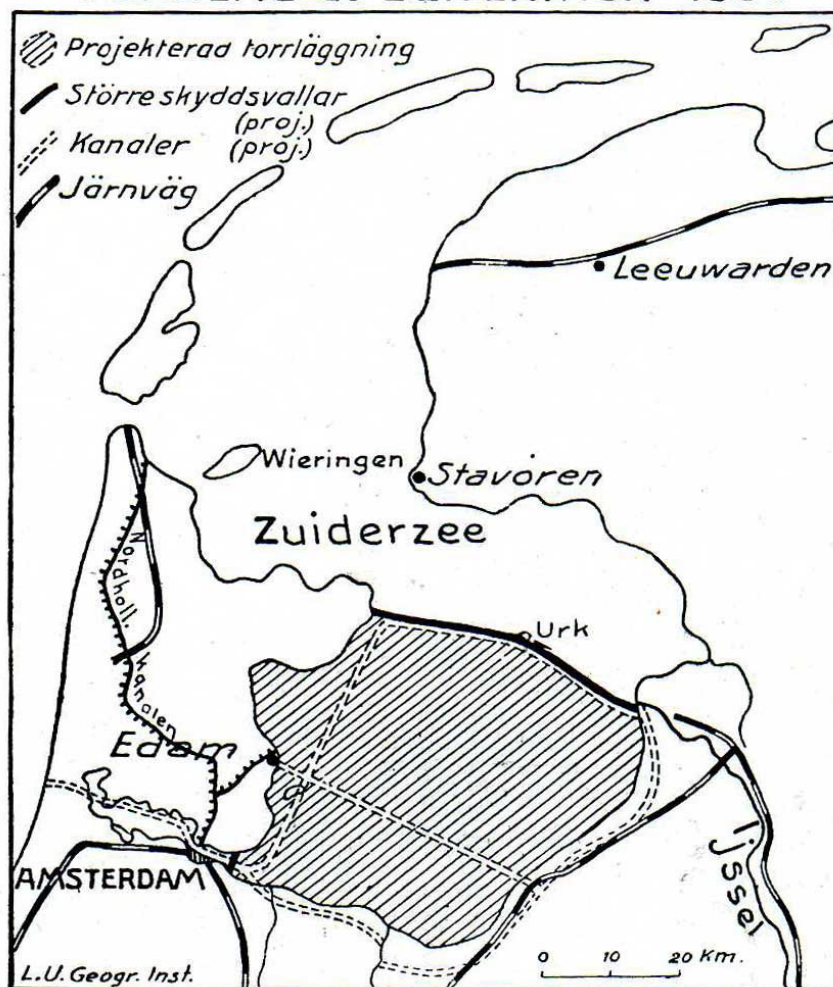 Projekterad torrläggning
Större skyddsvallar
(proj.)
Kanaler (proj.)
Järnväg
Leeuwarden
Wieringen
Stavoren
Zuiderzee
Nordholl.
Kanalen
Urk
Edam
AMSTERDAM
Ijssel
0 10 20 Km.
L.U. Geogr. Inst.